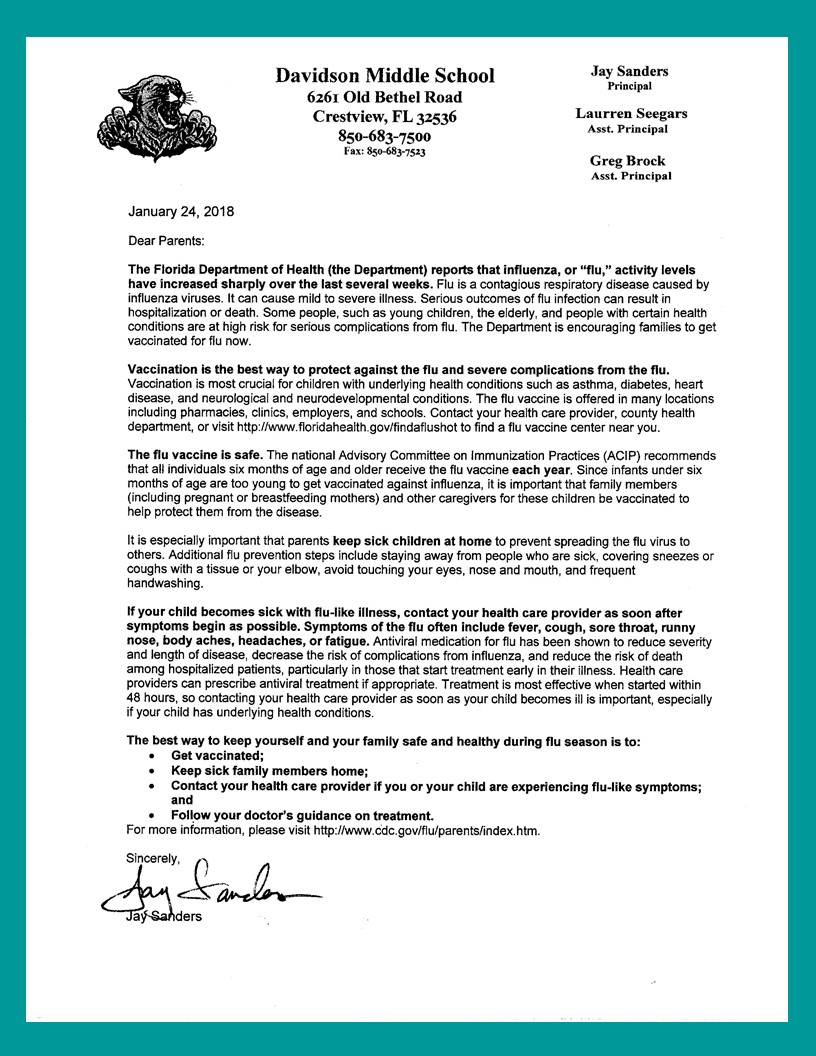 Davidson Middle School
6261 Old Bethel Road
Crestview, FL 32536
850-683-7500
Fax: 850-683-7523
Jay Sanders
Principal
Laurren Seegars
Asst. Principal
Greg Brock
Asst. Principal
January 24, 2018
Dear Parents:
The Florida Department of Health (the Department) reports that influenza, or “flu,” activity levels
have increased sharply over the last several weeks. Flu is a contagious respiratory disease caused by
influenza viruses. It can cause mild to severe illness. Serious outcomes of flu infection can result in
hospitalization or death. Some people, such as young children, the elderly, and people with certain health
conditions are at high risk for serious complications from flu. The Department is encouraging families to get
vaccinated for flu now.
Vaccination is the best way to protect against the flu and severe complications from the flu.
Vaccination is most crucial for children with underlying health conditions such as asthma, diabetes, heart
disease, and neurological and neurodevelopmental conditions. The flu vaccine is offered in many locations
including pharmacies, clinics, employers, and schools. Contact your health care provider, county health
department, or visit http://www.floridahealth.gov/findaflushot to find a flu vaccine center near you.
The flu vaccine is safe. The national Advisory Committee on Immunization Practices (ACIP) recommends
that all individuals six months of age and older receive the flu vaccine each year. Since infants under six
months of age are too young to get vaccinated against influenza, it is important that family members
(including pregnant or breastfeeding mothers) and other caregivers for these children be vaccinated to
help protect them from the disease.
It is especially important that parents keep sick children at home to prevent spreading the flu virus to
others. Additional flu prevention steps include staying away from people who are sick, covering sneezes or
coughs with a tissue or your elbow, avoid touching your eyes, nose and mouth, and frequent
handwashing.
If your child becomes sick with flu-like illness, contact your health care provider as soon after
symptoms begin as possible. Symptoms of the flu often include fever, cough, sore throat, runny
nose, body aches, headaches, or fatigue. Antiviral medication for flu has been shown to reduce severity
and length of disease, decrease the risk of complications from influenza, and reduce the risk of death
among hospitalized patients, particularly in those that start treatment early in their illness. Health care
providers can prescribe antiviral treatment if appropriate. Treatment is most effective when started within
48 hours, so contacting your health care provider as soon as your child becomes ill is important, especially
if your child has underlying health conditions.
The best way to keep yourself and your family safe and healthy during flu season is to:
• Get vaccinated;
• Keep sick family members home;
• Contact your health care provider if you or your child are experiencing flu-like symptoms;
and
• Follow your doctor's guidance on treatment.
For more information, please visit http://www.cdc.gov/flu/parents/index.htm.
Sincerely,
Jay Sanders
Jay Sanders